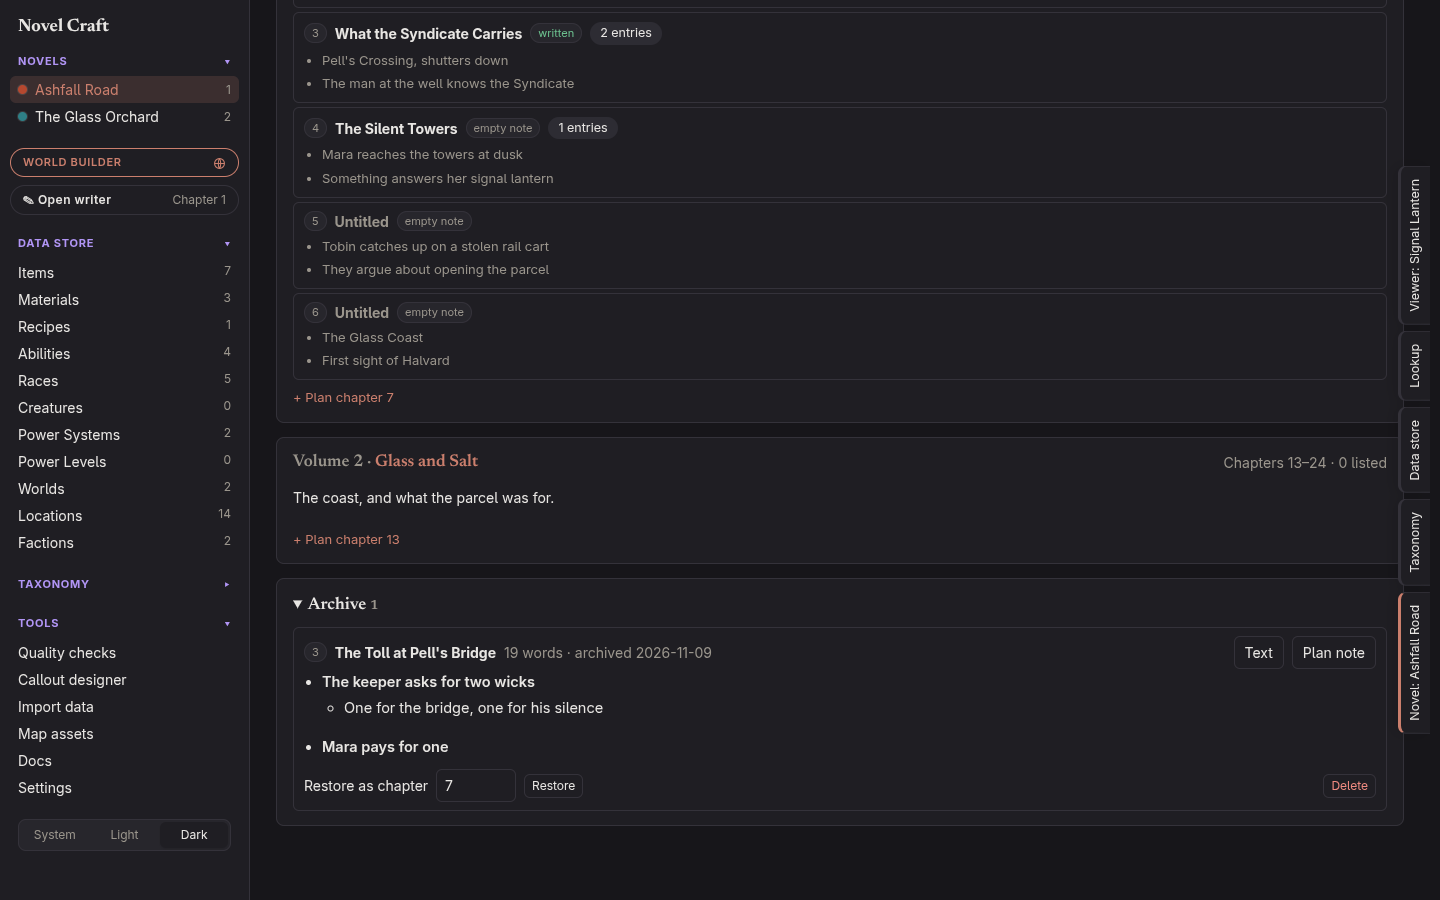 Novel Craft
NOVELS
Ashfall Road 1
The Glass Orchard 2
WORLD BUILDER
Open writer Chapter 1
DATA STORE
Items 7
Materials 3
Recipes 1
Abilities 4
Races 5
Creatures 0
Power Systems 2
Power Levels 0
Worlds 2
Locations 14
Factions 2
TAXONOMY
TOOLS
Quality checks
Callout designer
Import data
Map assets
Docs
Settings
System Light Dark
3 What the Syndicate Carries written 2 entries
• Pell's Crossing, shutters down
• The man at the well knows the Syndicate
4 The Silent Towers empty note 1 entries
• Mara reaches the towers at dusk
• Something answers her signal lantern
5 Untitled empty note
• Tobin catches up on a stolen rail cart
• They argue about opening the parcel
6 Untitled empty note
• The Glass Coast
• First sight of Halvard
+ Plan chapter 7
Volume 2 · Glass and Salt Chapters 13–24 · 0 listed
The coast, and what the parcel was for.
+ Plan chapter 13
Archive 1
3 The Toll at Pell's Bridge 19 words · archived 2026-11-09 Text Plan note
• The keeper asks for two wicks
◦ One for the bridge, one for his silence
• Mara pays for one
Restore as chapter 7 Restore Delete
Viewer: Signal Lantern
Lookup
Data store
Taxonomy
Novel: Ashfall Road